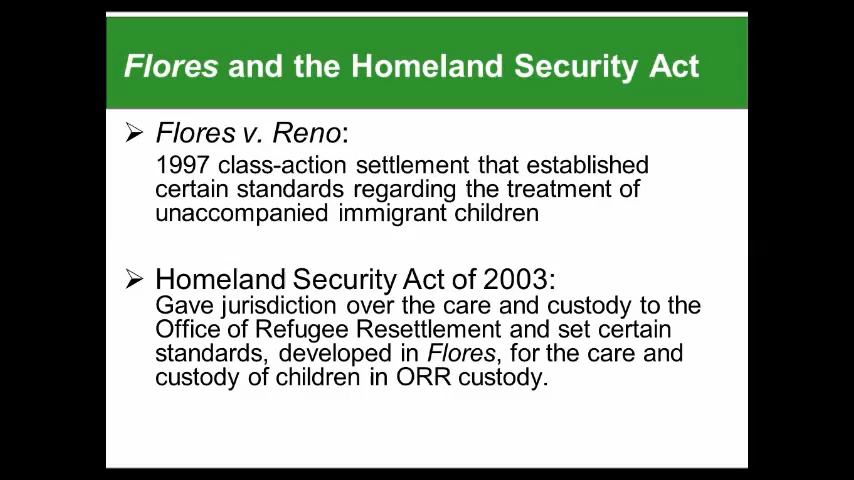 Flores and the Homeland Security Act
➢ Flores v. Reno:
1997 class-action settlement that established
certain standards regarding the treatment of
unaccompanied immigrant children
➢ Homeland Security Act of 2003:
Gave jurisdiction over the care and custody to the
Office of Refugee Resettlement and set certain
standards, developed in Flores, for the care and
custody of children in ORR custody.